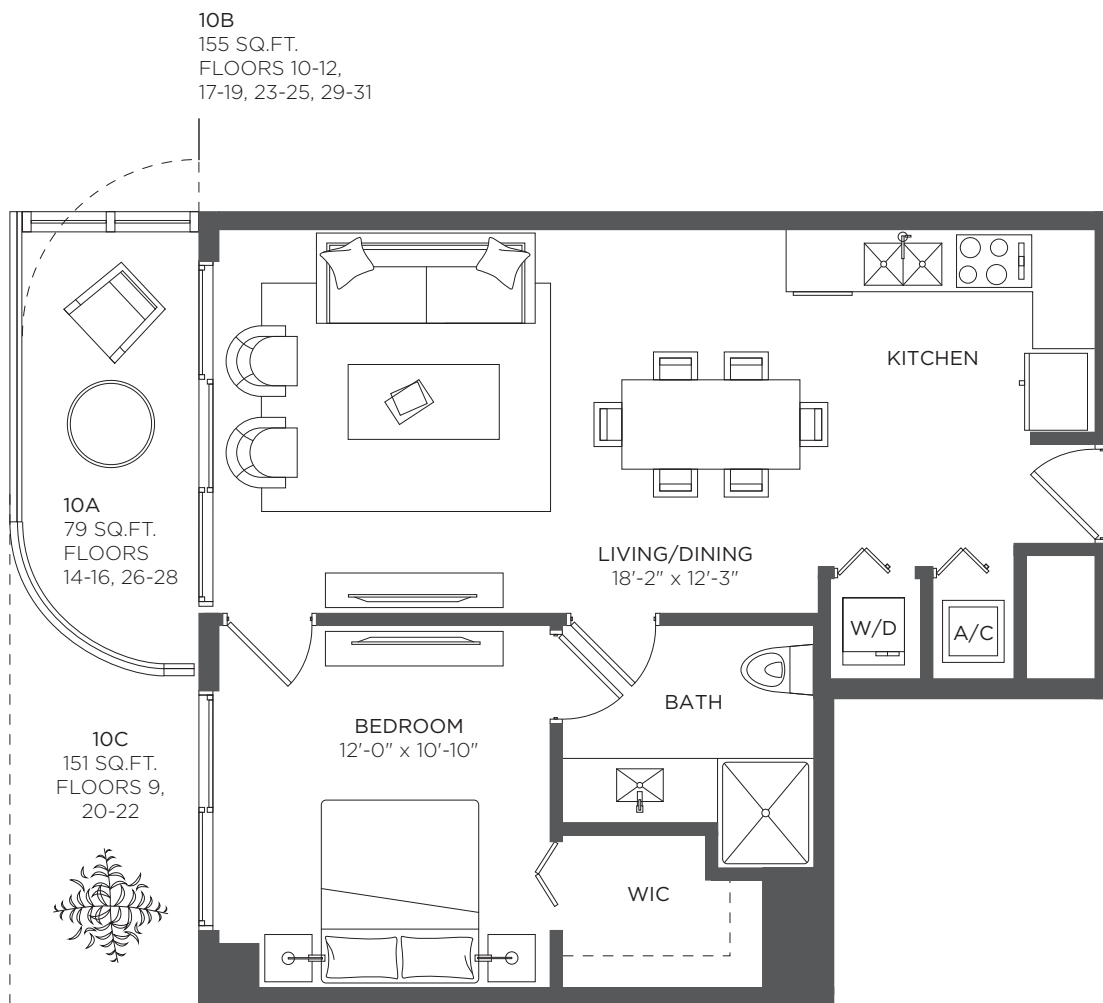 10B
155 SQ.FT.
FLOORS 10-12,
17-19, 23-25, 29-31
KITCHEN
10A
79 SQ.FT.
FLOORS
14-16, 26-28
LIVING/DINING
18'-2" x 12'-3"
W/D
A/C
BATH
BEDROOM
12'-0" x 10'-10"
10C
151 SQ.FT.
FLOORS 9,
20-22
WIC